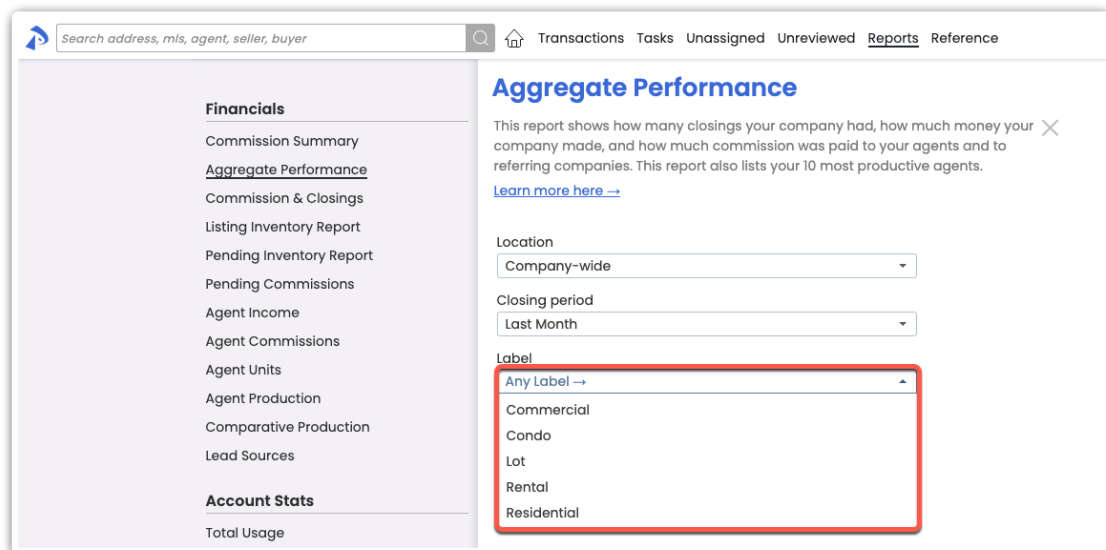 Search address, mls, agent, seller, buyer
Transactions Tasks Unassigned Unreviewed Reports Reference
Financials
Commission Summary
Aggregate Performance
Commission & Closings
Listing Inventory Report
Pending Inventory Report
Pending Commissions
Agent Income
Agent Commissions
Agent Units
Agent Production
Comparative Production
Lead Sources
Account Stats
Total Usage
Aggregate Performance
This report shows how many closings your company had, how much money your
company made, and how much commission was paid to your agents and to
referring companies. This report also lists your 10 most productive agents.
Learn more here →
Location
Company-wide
Closing period
Last Month
Label
Any Label →
Commercial
Condo
Lot
Rental
Residential